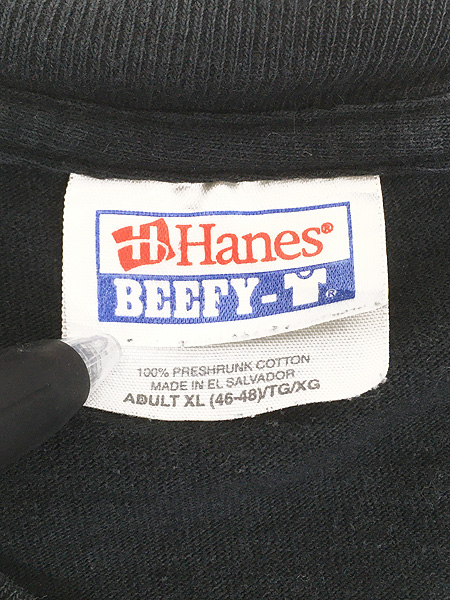 Hanes®
BEEFY-T®
100% PRESHRUNK COTTON
MADE IN EL SALVADOR
ADULT XL (46-48)/TG/XG